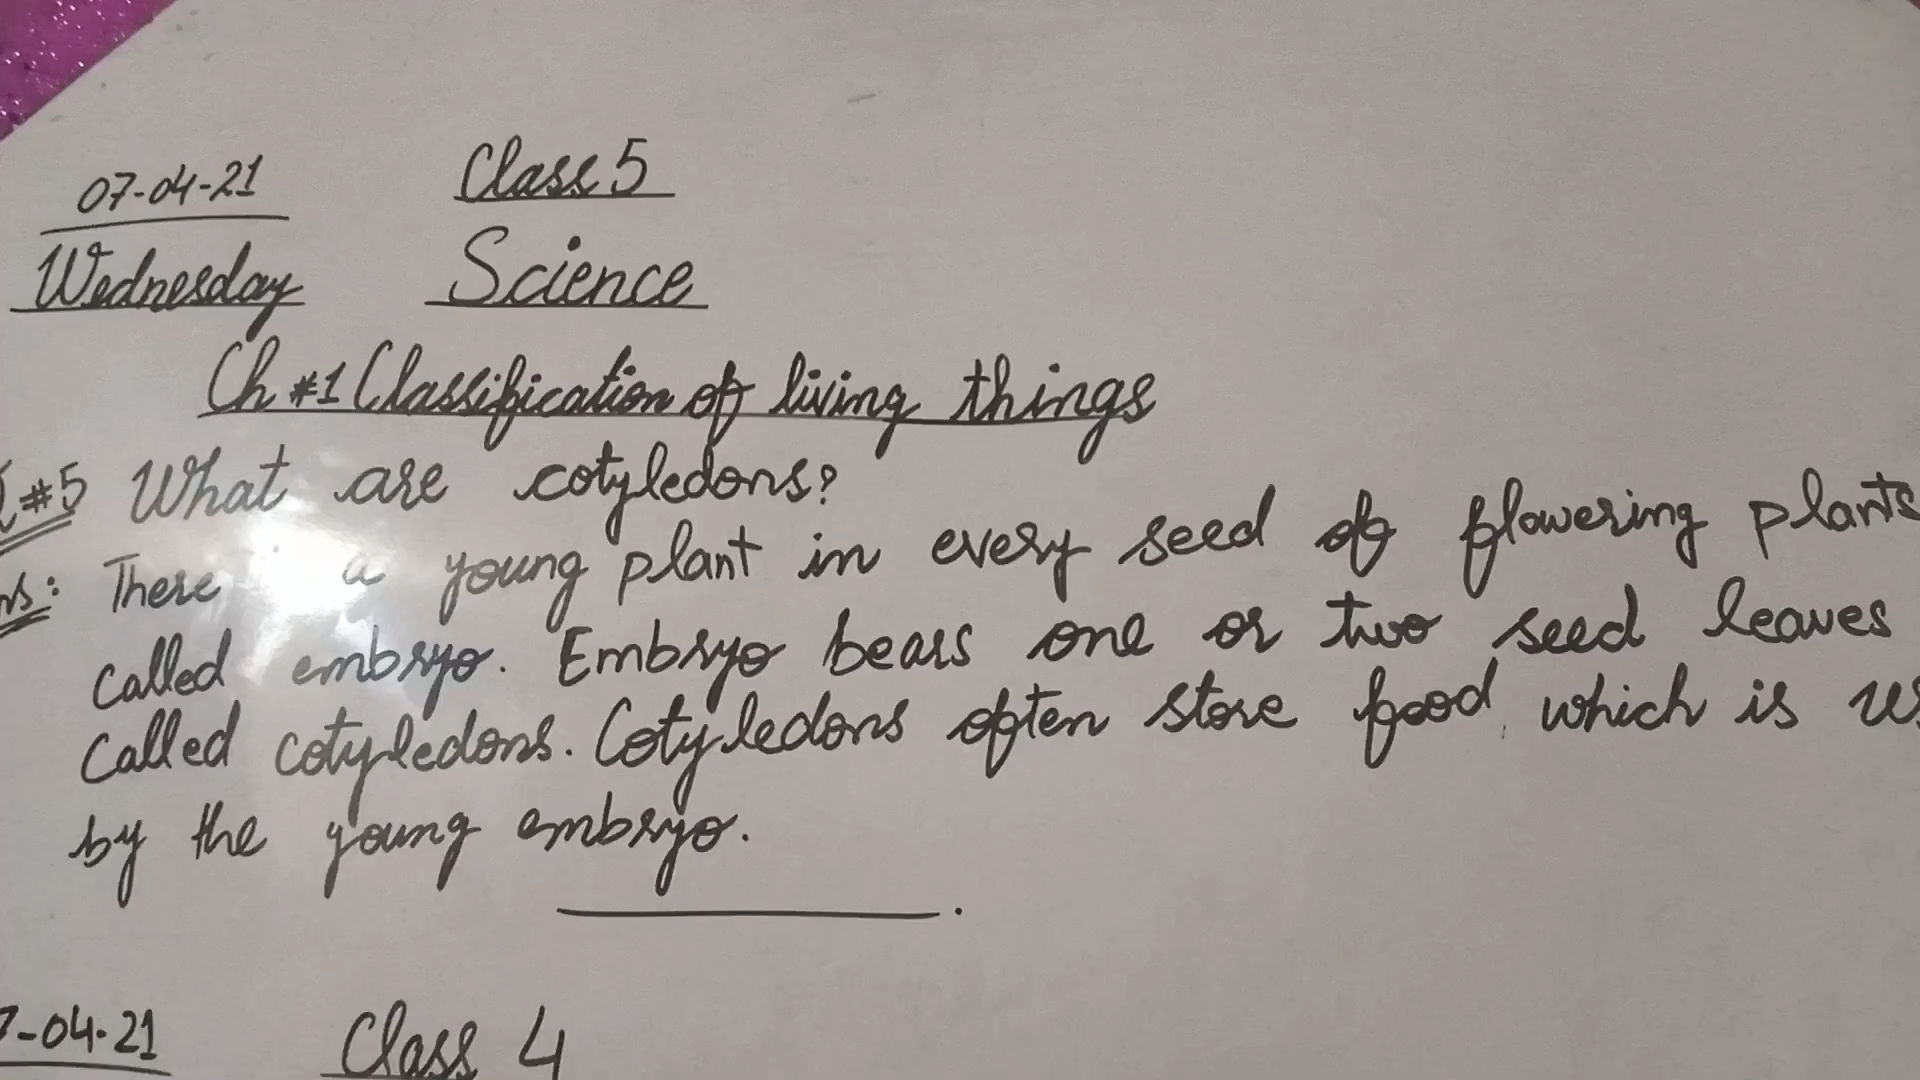 07-04-21 Class 5
Wednesday Science
Ch #1 Classification of living things
#5 What are cotyledons?
Ans: There a young plant in every seed of flowering plants
called embryo. Embryo bears one or two seed leaves
called cotyledons. Cotyledons often store food, which is
by the young embryo.
7-04-21 Class 4